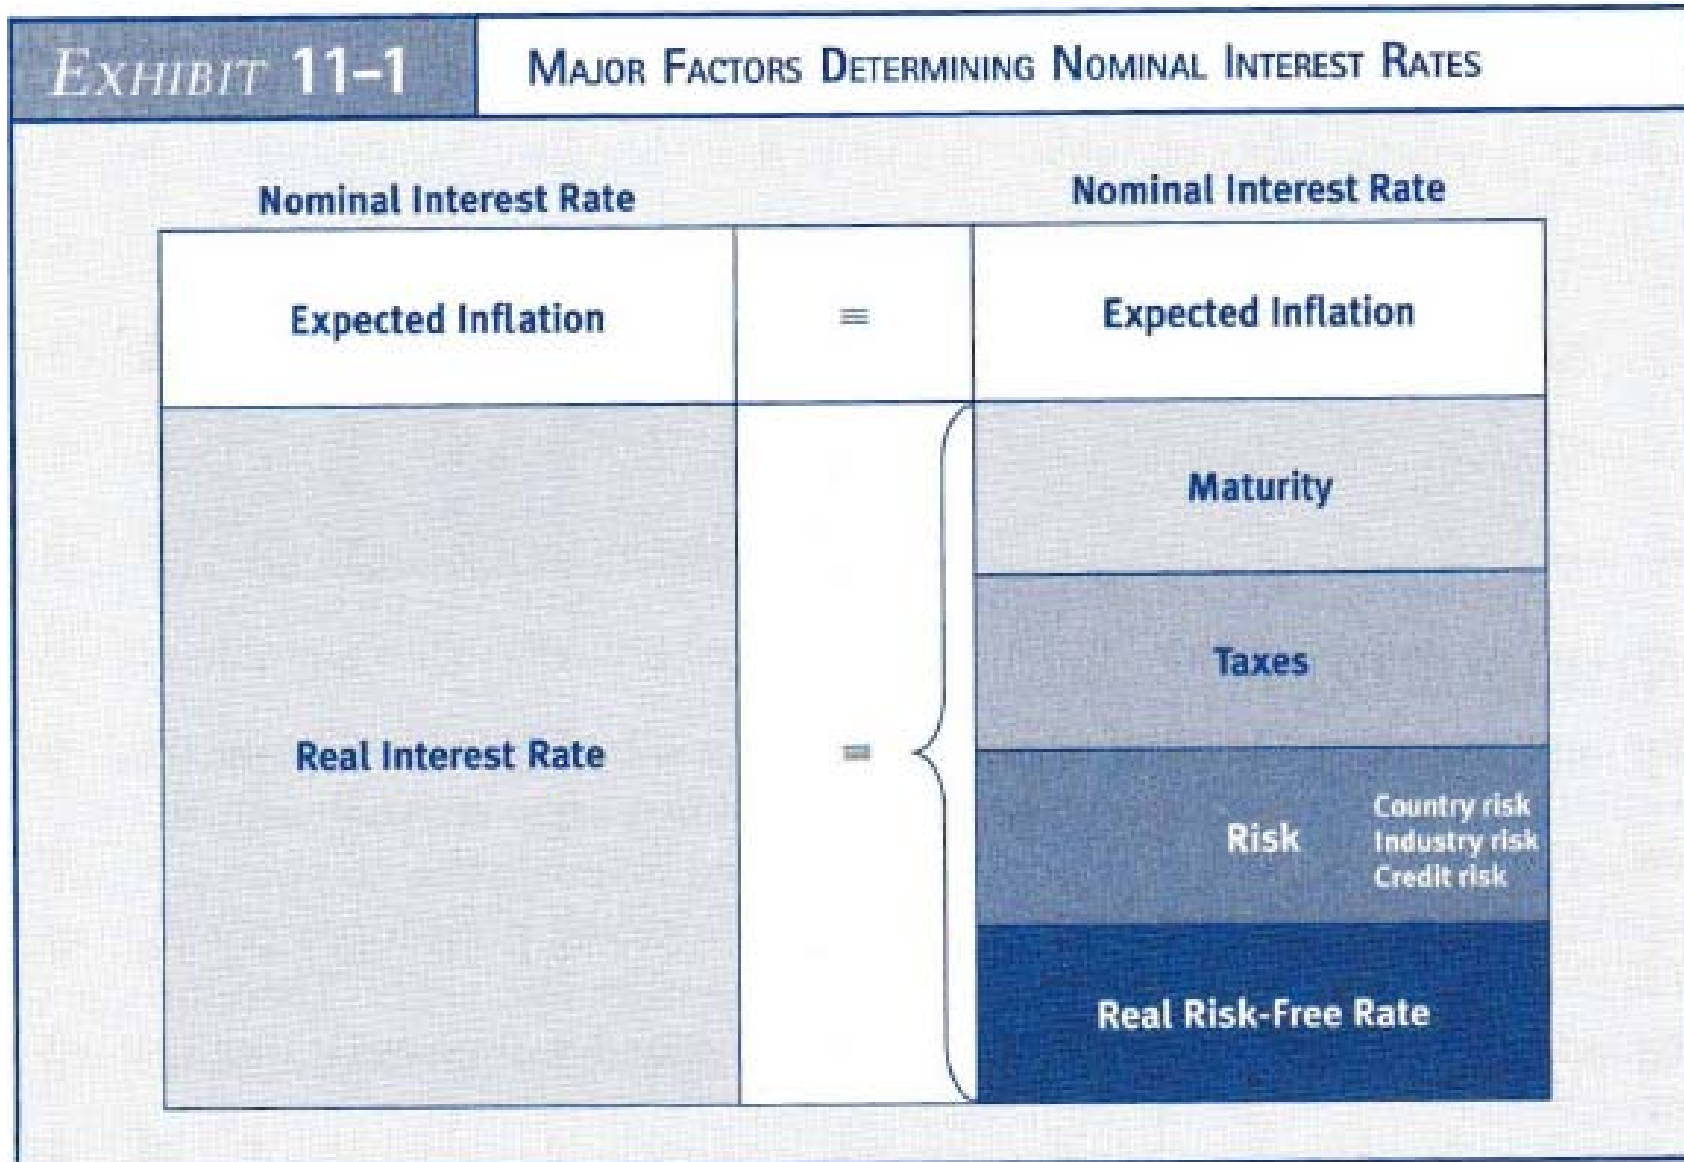 EXHIBIT 11–1
MAJOR FACTORS DETERMINING NOMINAL INTEREST RATES
Nominal Interest Rate
Nominal Interest Rate
Expected Inflation
=
Expected Inflation
Real Interest Rate
=
Maturity
Taxes
Risk
Country risk
Industry risk
Credit risk
Real Risk-Free Rate